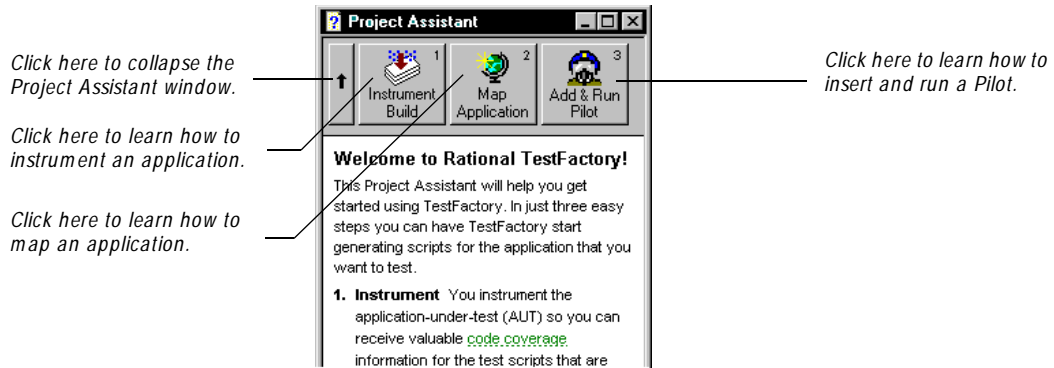 Project Assistant
Click here to collapse the
Project Assistant window.
Click here to learn how to
instrument an application.
Click here to learn how to
map an application.
1
Instrument
Build
2
Map
Application
3
Add & Run
Pilot
Click here to learn how to
insert and run a Pilot.
Welcome to Rational TestFactory!
This Project Assistant will help you get
started using TestFactory. In just three easy
steps you can have TestFactory start
generating scripts for the application that you
want to test.
1. Instrument You instrument the
application-under-test (AUT) so you can
receive valuable code coverage
information for the test scripts that are